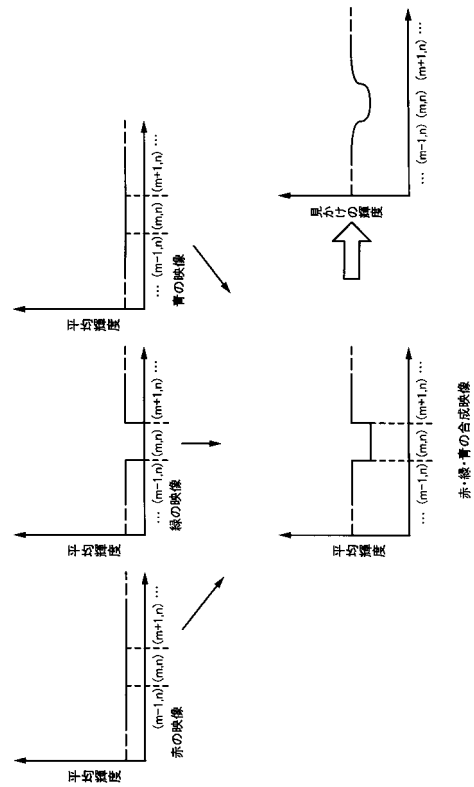 平均輝度
(m−1,n) (m,n) (m+1,n) …
赤の映像
平均輝度
… (m−1,n) (m,n) (m+1,n) …
緑の映像
平均輝度
… (m−1,n) (m,n) (m+1,n) …
青の映像
平均輝度
… (m−1,n) (m,n) (m+1,n) …
赤・緑・青の合成映像
見かけの輝度
… (m−1,n) (m,n) (m+1,n) …